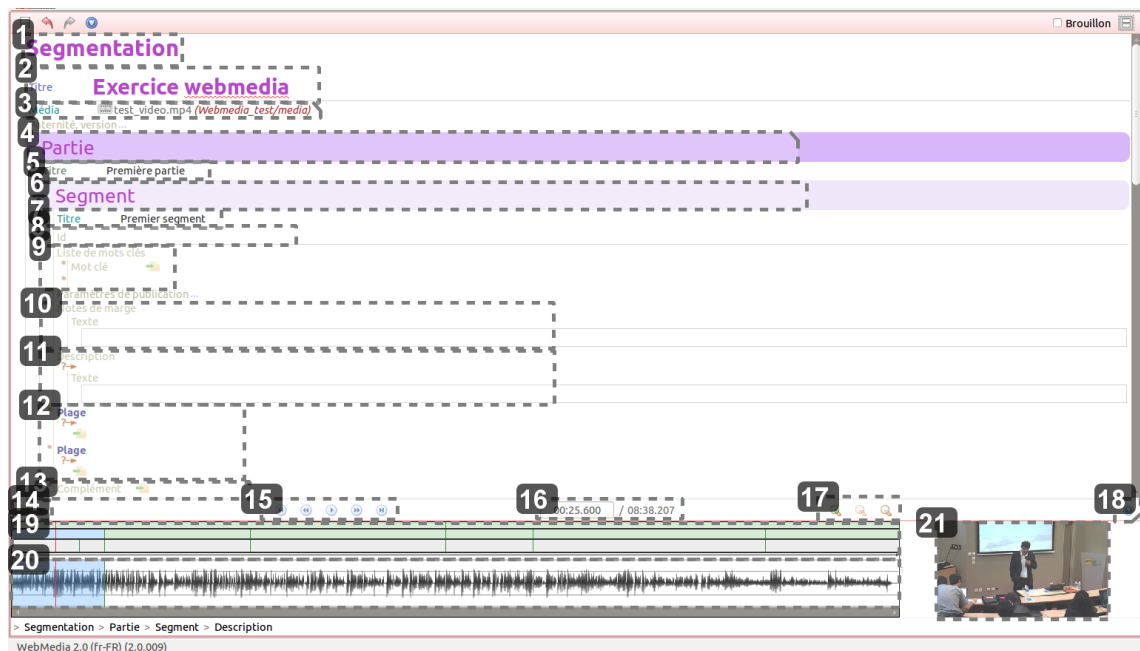 Brouillon
1
Segmentation
2
Titre Exercice webmedia
3
Média test_video.mp4 (Webmedia_test/media)
ternité, version...
4
Partie
5
Titre Première partie
6
Segment
7
Titre Premier segment
8
Id
9
Liste de mots clés
* Mot clé
*
Paramètres de publication...
10
Notes de marge
Texte
11
Description
Texte
12
Plage
* Plage
13
Complément
14 15 16 17 18
00:25.600 / 08:38.207
19 21
20
> Segmentation > Partie > Segment > Description
WebMedia 2.0 (fr-FR) (2.0.009)